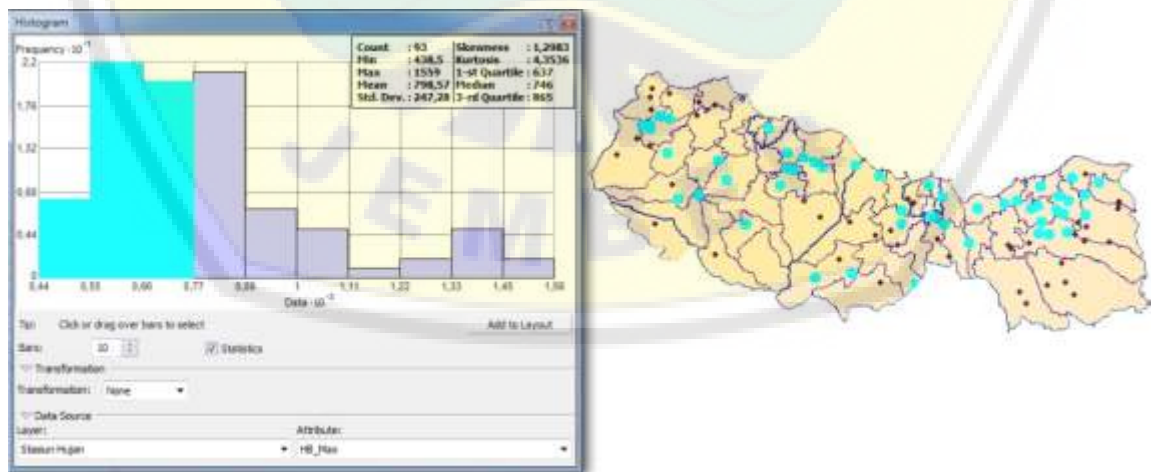 Histogram
Frequency · 10⁻¹
Count : 93 Skewness : 1,2983
Min : 438,5 Kurtosis : 4,3536
Max : 1559 1-st Quartile : 637
Mean : 798,57 Median : 746
Std. Dev. : 247,28 3-rd Quartile : 865
2,2
1,76
1,32
0,88
0,44
0
0,44 0,55 0,66 0,77 0,88 1 1,11 1,22 1,33 1,45 1,56
Data · 10⁻³
Tip: Click or drag over bars to select Add to Layout
Bars: 10 Statistics
Transformation
Transformation: None
Data Source
Layer: Attribute:
Stasiun Hujan HB_Max
JEMBER